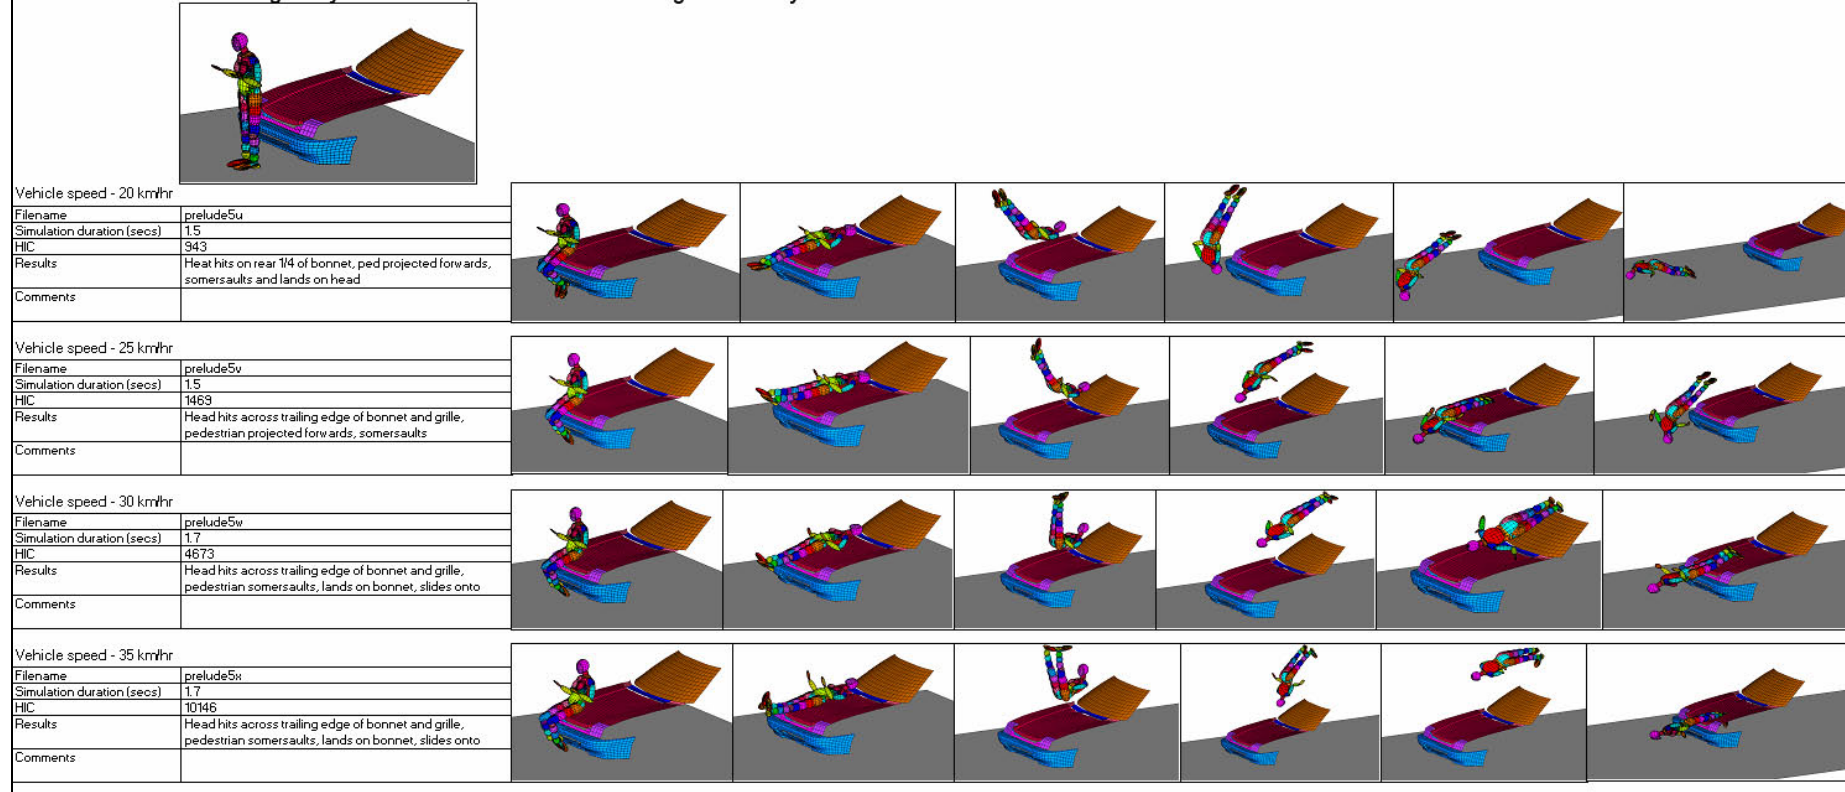 Vehicle speed - 20 km/hr
Filename prelude5u
Simulation duration (secs) 1.5
HIC 943
Results Heat hits on rear 1/4 of bonnet, ped projected forwards,
somersaults and lands on head
Comments
Vehicle speed - 25 km/hr
Filename prelude5v
Simulation duration (secs) 1.5
HIC 1469
Results Head hits across trailing edge of bonnet and grille,
pedestrian projected forwards, somersaults
Comments
Vehicle speed - 30 km/hr
Filename prelude5w
Simulation duration (secs) 1.7
HIC 4673
Results Head hits across trailing edge of bonnet and grille,
pedestrian somersaults, lands on bonnet, slides onto
Comments
Vehicle speed - 35 km/hr
Filename prelude5x
Simulation duration (secs) 1.7
HIC 10146
Results Head hits across trailing edge of bonnet and grille,
pedestrian somersaults, lands on bonnet, slides onto
Comments